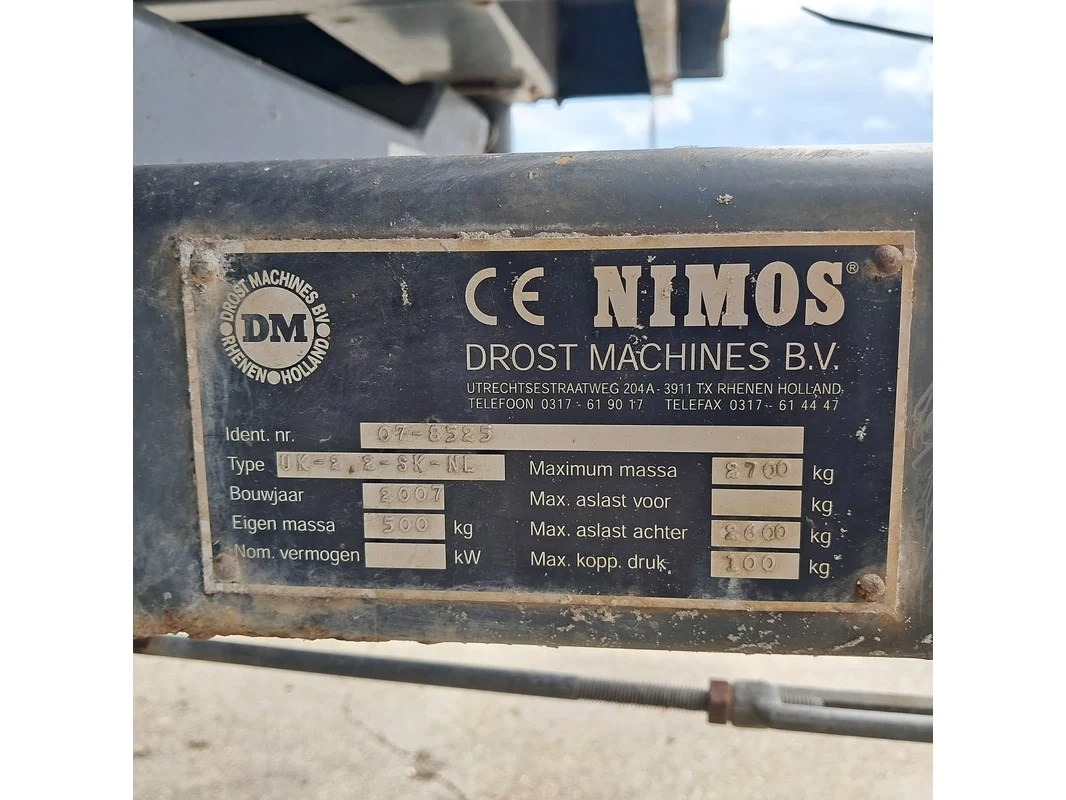 DROST MACHINES BV
RHENEN HOLLAND
DM
CE NIMOS®
DROST MACHINES B.V.
UTRECHTSESTRAATWEG 204A - 3911 TX RHENEN HOLLAND
TELEFOON 0317 - 61 90 17 TELEFAX 0317 - 61 44 47
Ident. nr. 07-8525
Type UK-2,2-SK-NL Maximum massa 2700 kg
Bouwjaar 2007 Max. aslast voor kg
Eigen massa 500 kg Max. aslast achter 2600 kg
Nom. vermogen kW Max. kopp. druk 100 kg